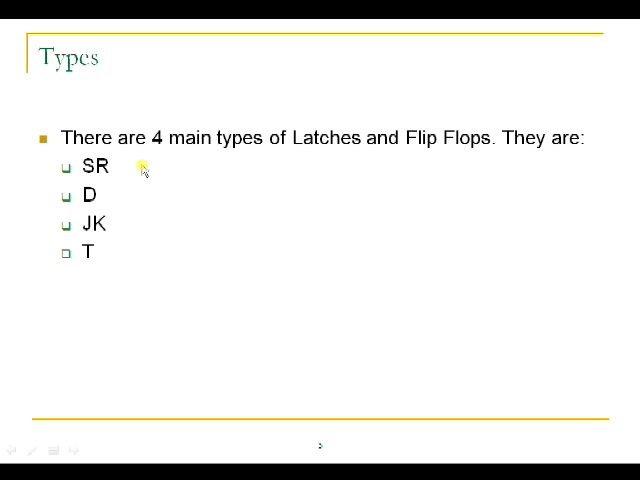 Types
There are 4 main types of Latches and Flip Flops. They are:
SR
D
JK
T